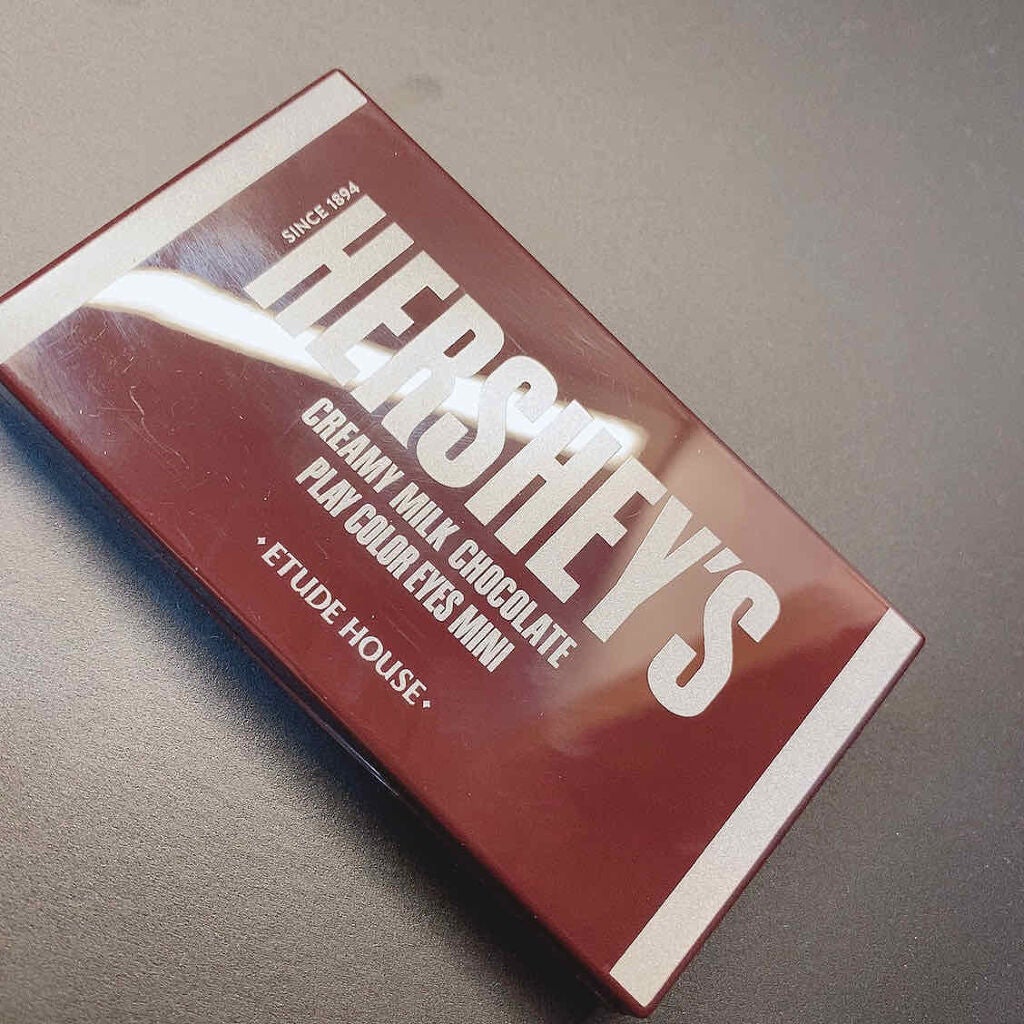 SINCE 1894
HERSHEY'S
CREAMY MILK CHOCOLATE
PLAY COLOR EYES MINI
ETUDE HOUSE